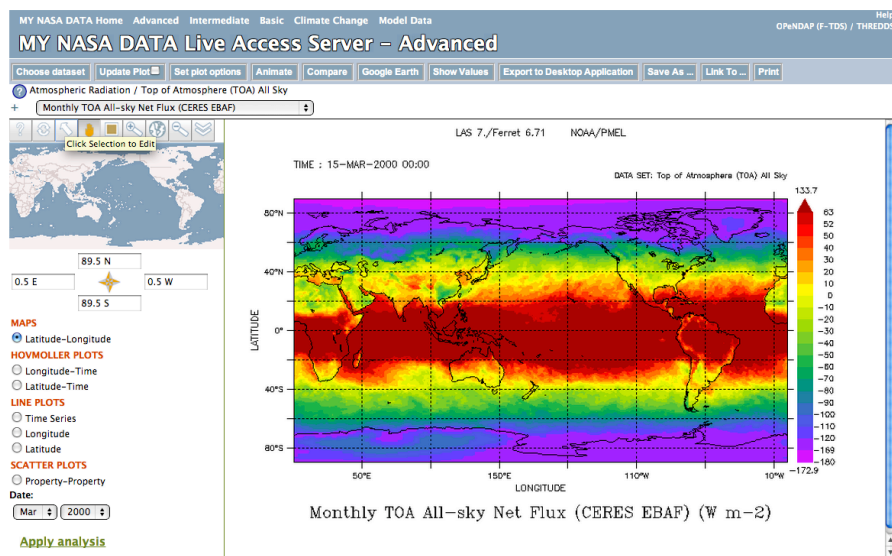 MY NASA DATA Home Advanced Intermediate Basic Climate Change Model Data
Help
OPeNDAP (F-TDS) / THREDDS
MY NASA DATA Live Access Server - Advanced
Choose dataset Update Plot Set plot options Animate Compare Google Earth Show Values Export to Desktop Application Save As ... Link To ... Print
? Atmospheric Radiation / Top of Atmosphere (TOA) All Sky
+ Monthly TOA All-sky Net Flux (CERES EBAF)
Click Selection to Edit
89.5 N
0.5 E 0.5 W
89.5 S
MAPS
Latitude-Longitude
HOVMOLLER PLOTS
Longitude-Time
Latitude-Time
LINE PLOTS
Time Series
Longitude
Latitude
SCATTER PLOTS
Property-Property
Date:
Mar 2000
Apply analysis
LAS 7./Ferret 6.71 NOAA/PMEL
TIME : 15-MAR-2000 00:00
DATA SET: Top of Atmosphere (TOA) All Sky
133.7
63
52
50
40
30
20
10
0
-10
-20
-30
-40
-50
-60
-70
-80
-90
-100
-110
-120
-169
-180
-172.9
80°N
40°N
0°
40°S
80°S
LATITUDE
50°E 150°E 110°W 10°W
LONGITUDE
Monthly TOA All-sky Net Flux (CERES EBAF) (W m-2)